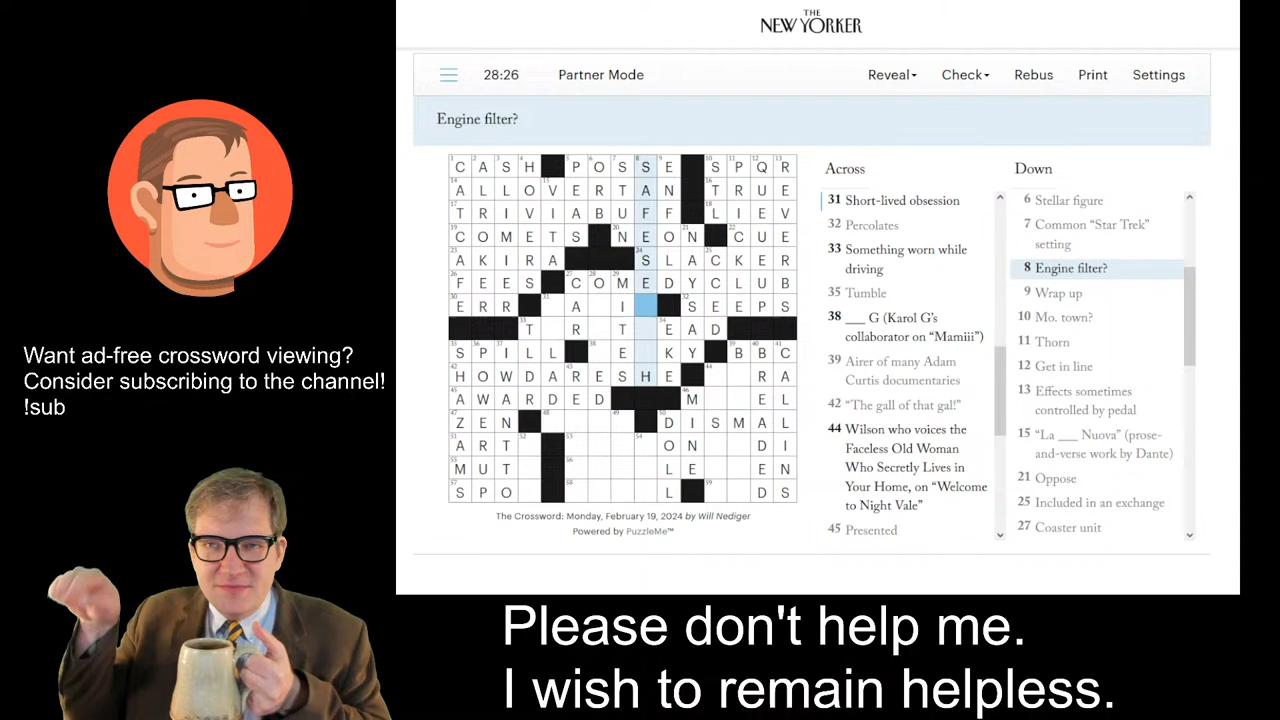 THE
NEW YORKER
28:26 Partner Mode Reveal Check Rebus Print Settings
Engine filter?
C A S H P O S S E S P Q R
A L L O V E R T A N T R U E
T R I V I A B U F F L I E V
C O M E T S N E O N C U E
A K I R A S L A C K E R
F E E S C O M E D Y C L U B
E R R A I S E E P S
T R T E A D
S P I L L E K Y B B C
H O W D A R E S H E R A
A W A R D E D M E L
Z E N D I S M A L
A R T O N D I
M U T L E E N
S P O L D S
The Crossword: Monday, February 19, 2024 by Will Nediger
Powered by PuzzleMe™
Across
31 Short-lived obsession
32 Percolates
33 Something worn while
driving
35 Tumble
38 ___ G (Karol G’s
collaborator on “Mamiii”)
39 Airer of many Adam
Curtis documentaries
42 “The gall of that gal!”
44 Wilson who voices the
Faceless Old Woman
Who Secretly Lives in
Your Home, on “Welcome
to Night Vale”
45 Presented
Down
6 Stellar figure
7 Common “Star Trek”
setting
8 Engine filter?
9 Wrap up
10 Mo. town?
11 Thorn
12 Get in line
13 Effects sometimes
controlled by pedal
15 “La ___ Nuova” (prose-
and-verse work by Dante)
21 Oppose
25 Included in an exchange
27 Coaster unit
Want ad-free crossword viewing?
Consider subscribing to the channel!
!sub
Please don't help me.
I wish to remain helpless.